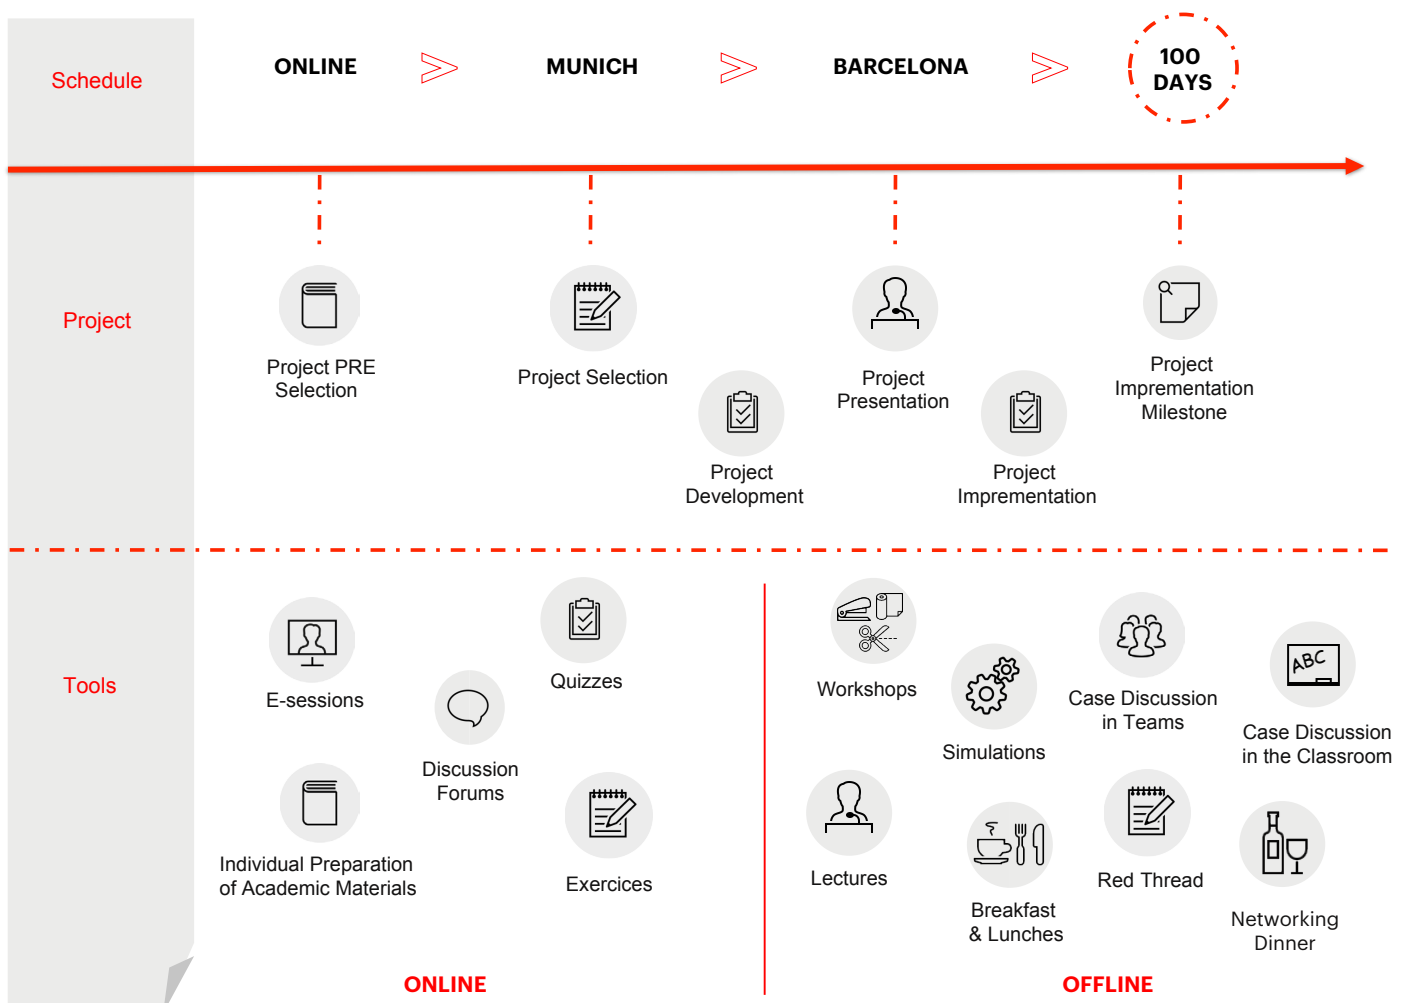 Schedule
ONLINE
MUNICH
BARCELONA
100
DAYS
Project
Project PRE
Selection
Project Selection
Project
Development
Project
Presentation
Project
Imprementation
Project
Imprementation
Milestone
Tools
E-sessions
Quizzes
Discussion
Forums
Individual Preparation
of Academic Materials
Exercices
ONLINE
Workshops
Simulations
Case Discussion
in Teams
ABC
Case Discussion
in the Classroom
Lectures
Breakfast
& Lunches
Red Thread
Networking
Dinner
OFFLINE